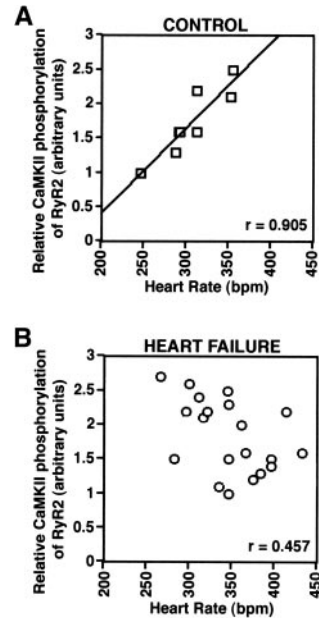 A
CONTROL
Relative CaMKII phosphorylation
of RyR2 (arbitrary units)
3
2.5
2
1.5
1
0.5
0
r = 0.905
200
250
300
350
400
450
Heart Rate (bpm)
B
HEART FAILURE
Relative CaMKII phosphorylation
of RyR2 (arbitrary units)
3
2.5
2
1.5
1
0.5
0
r = 0.457
200
250
300
350
400
450
Heart Rate (bpm)